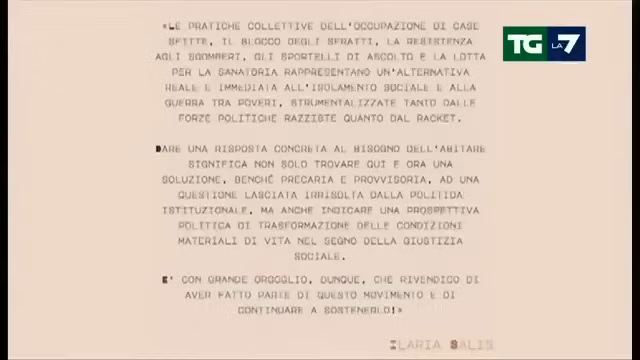 TG LA 7
«LE PRATICHE COLLETTIVE DELL'OCCUPAZIONE DI CASE
SFITTE, IL BLOCCO DEGLI SFRATTI, LA RESISTENZA
AGLI SGOMBERI, GLI SPORTELLI DI ASCOLTO E LA LOTTA
PER LA SANATORIA RAPPRESENTANO UN'ALTERNATIVA
REALE E IMMEDIATA ALL'ISOLAMENTO SOCIALE E ALLA
GUERRA TRA POVERI, STRUMENTALIZZATE TANTO DALLE
FORZE POLITICHE RAZZISTE QUANTO DAL RACKET.
DARE UNA RISPOSTA CONCRETA AL BISOGNO DELL'ABITARE
SIGNIFICA NON SOLO TROVARE QUI E ORA UNA
SOLUZIONE, BENCHÉ PRECARIA E PROVVISORIA, AD UNA
QUESTIONE LASCIATA IRRISOLTA DALLA POLITIDA
ISTITUZIONALE, MA ANCHE INDICARE UNA PROSPETTIVA
POLITICA DI TRASFORMAZIONE DELLE CONDIZIONI
MATERIALI DI VITA NEL SEGNO DELLA GIUSTIZIA
SOCIALE.
E' CON GRANDE ORGOGLIO, DUNQUE, CHE RIVENDICO DI
AVER FATTO PARTE DI QUESTO MOVIMENTO E DI
CONTINUARE A SOSTENERLO!»
ILARIA SALIS